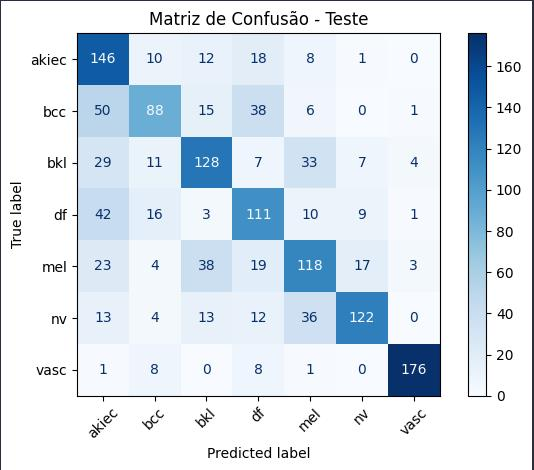 Matriz de Confusão - Teste
akiec 146 10 12 18 8 1 0
bcc 50 88 15 38 6 0 1
bkl 29 11 128 7 33 7 4
df 42 16 3 111 10 9 1
mel 23 4 38 19 118 17 3
nv 13 4 13 12 36 122 0
vasc 1 8 0 8 1 0 176
akiec bcc bkl df mel nv vasc
Predicted label
True label
160
140
120
100
80
60
40
20
0